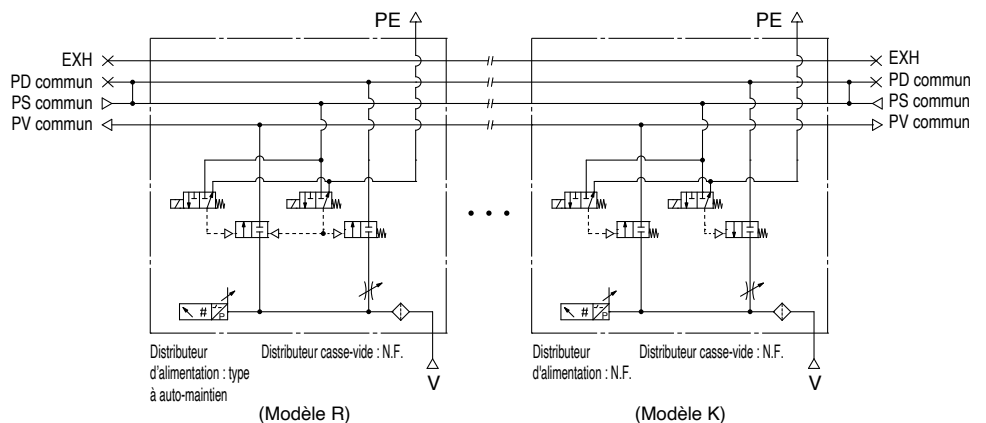 PE
PE
EXH
EXH
PD commun
PD commun
PS commun
PS commun
PV commun
PV commun
# P
# P
Distributeur
d'alimentation : type
à auto-maintien
Distributeur casse-vide : N.F.
V
(Modèle R)
Distributeur
d'alimentation : N.F.
Distributeur casse-vide : N.F.
V
(Modèle K)